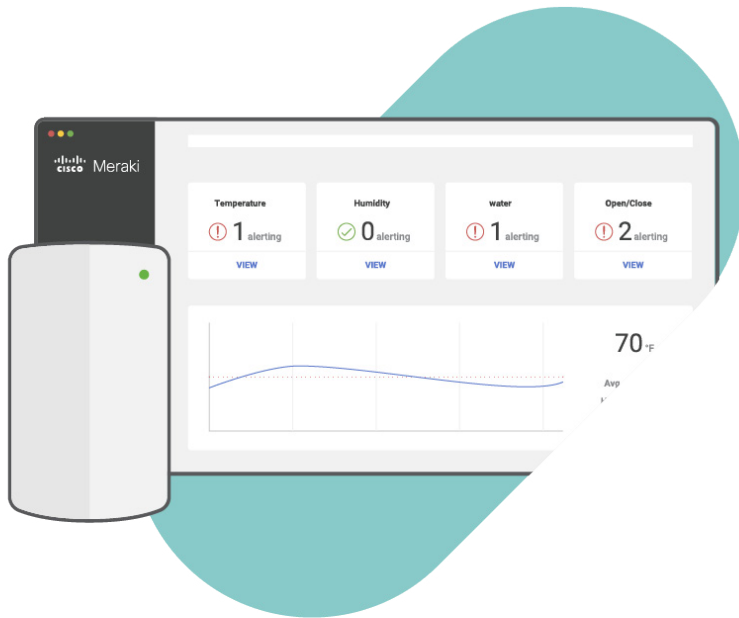 CISCO Meraki
Temperature
1 alerting
VIEW
Humidity
0 alerting
VIEW
water
1 alerting
VIEW
Open/Close
2 alerting
VIEW
70 °F
Avg